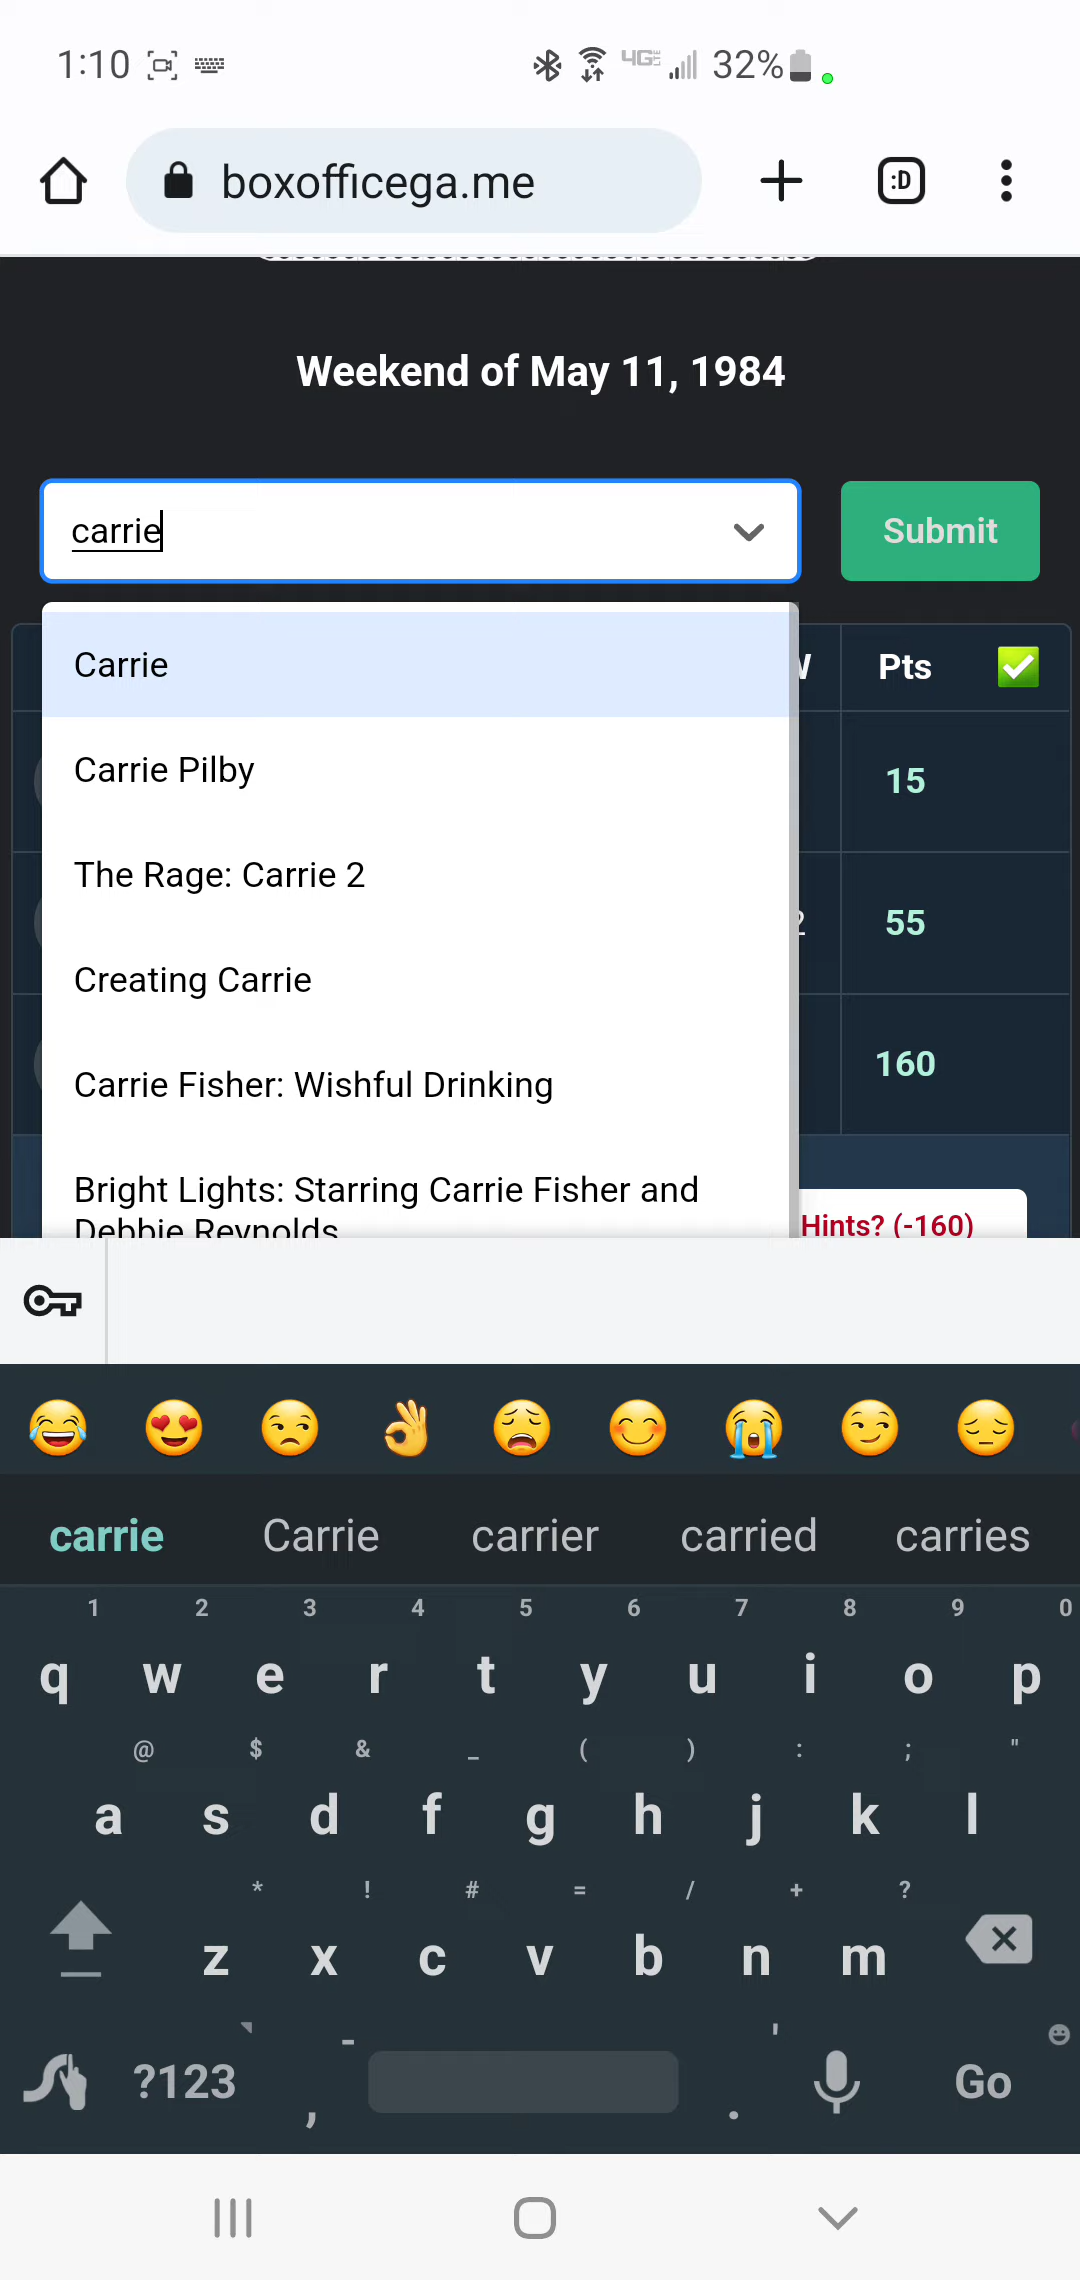 1:10
4G
32%
boxofficega.me
:D
Weekend of May 11, 1984
carrie
Submit
Carrie
Pts
Carrie Pilby
15
The Rage: Carrie 2
55
Creating Carrie
160
Carrie Fisher: Wishful Drinking
Bright Lights: Starring Carrie Fisher and
Debbie Reynolds
Hints? (-160)
carrie Carrie carrier carried carries
1 2 3 4 5 6 7 8 9 0
q w e r t y u i o p
@ $ & _ ( ) : ; "
a s d f g h j k l
* ! # = / + ?
z x c v b n m
- '
?123 , . Go